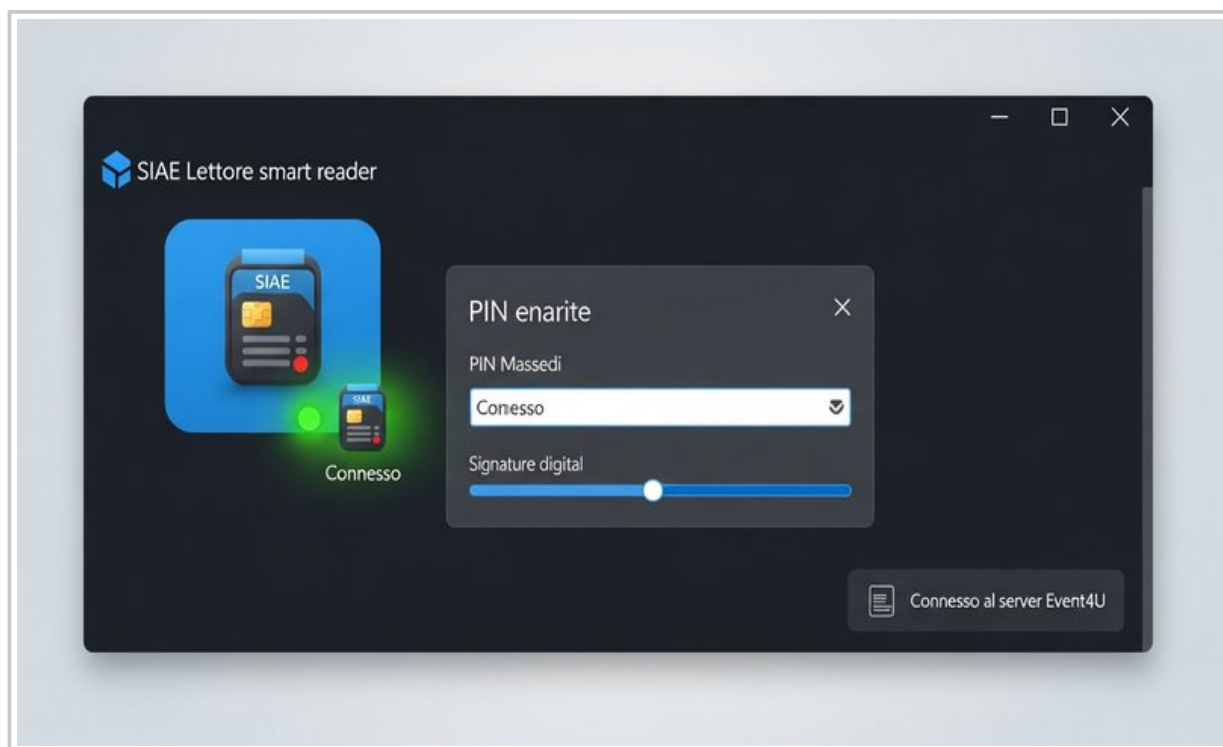 SIAE Lettore smart reader
SIAE
SIAE
Connesso
PIN enarite
PIN Massedi
Conesso
Signature digital
Connesso al server Event4U